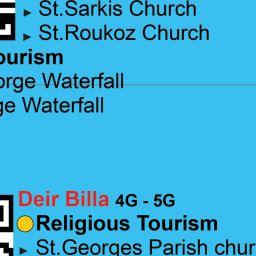 ► St.Sarkis Church
► St.Roukoz Church
ourism
orge Waterfall
ge Waterfall
Deir Billa 4G - 5G
Religious Tourism
► St.Georges Parish chur